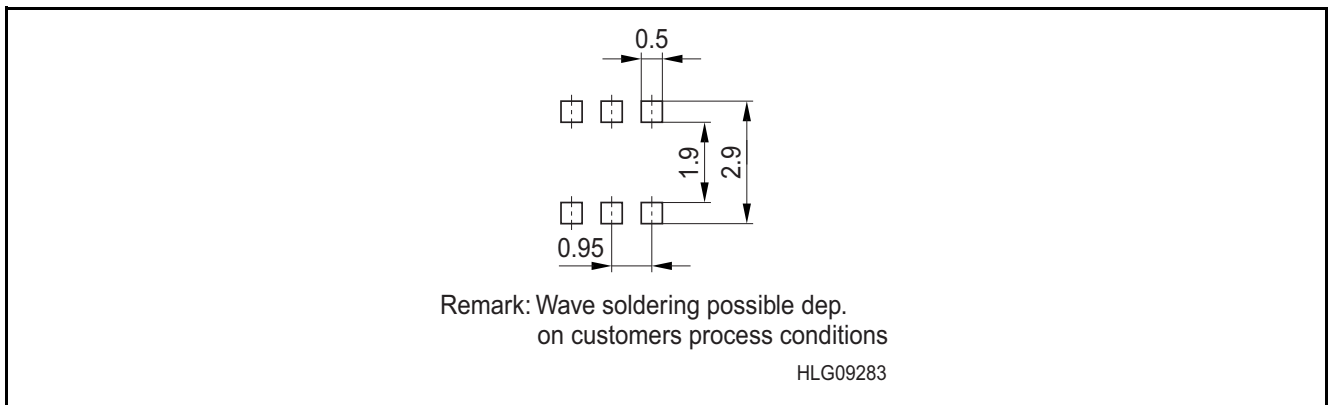 0.5
1.9
2.9
0.95
Remark: Wave soldering possible dep.
on customers process conditions
HLG09283